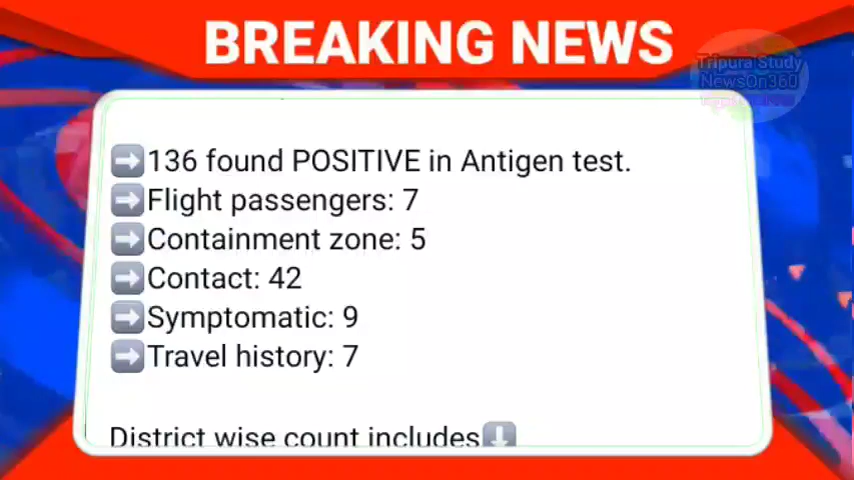 BREAKING NEWS
Tripura Study
NewsOn360
➡136 found POSITIVE in Antigen test.
➡Flight passengers: 7
➡Containment zone: 5
➡Contact: 42
➡Symptomatic: 9
➡Travel history: 7
District wise count includes⬇